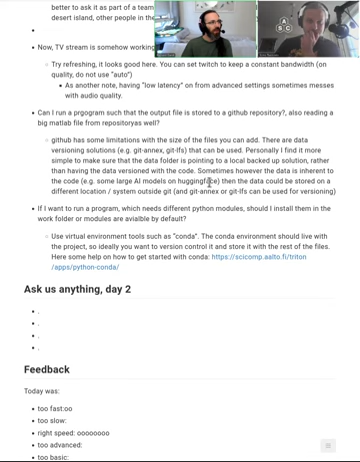 better to ask it as part of a team
desert island, other people in the
Now, TV stream is somehow working
Try refreshing, it looks good here. You can set twitch to keep a constant bandwidth (on
quality, do not use "auto")
As another note, having "low latency" on from advanced settings sometimes messes
with audio quality.
Can I run a progrram such that the output file is stored to a github repository?, also reading a
big matlab file from repositoryas well?
github has some limitations with the size of the files you can add. There are data
versioning solutions (e.g. git-annex, git-lfs) that can be used. Personally I find it more
simple to make sure that the data folder is pointing to a local backed up solution, rather
than having the data versioned with the code. Sometimes however the data is inherent to
the code (e.g. some large AI models on huggingface) then the data could be stored on a
different location / system outside git (and git-annex or git-lfs can be used for versioning)
If I want to run a program, which needs different python modules, should I install them in the
work folder or modules are avialble by default?
Use virtual environment tools such as "conda". The conda environment should live with
the project, so ideally you want to version control it and store it with the rest of the files.
Here some help on how to get started with conda: https://scicomp.aalto.fi/triton
/apps/python-conda/
Ask us anything, day 2
.
.
.
.
Feedback
Today was:
too fast:oo
too slow:
right speed: oooooooo
too advanced:
too basic: